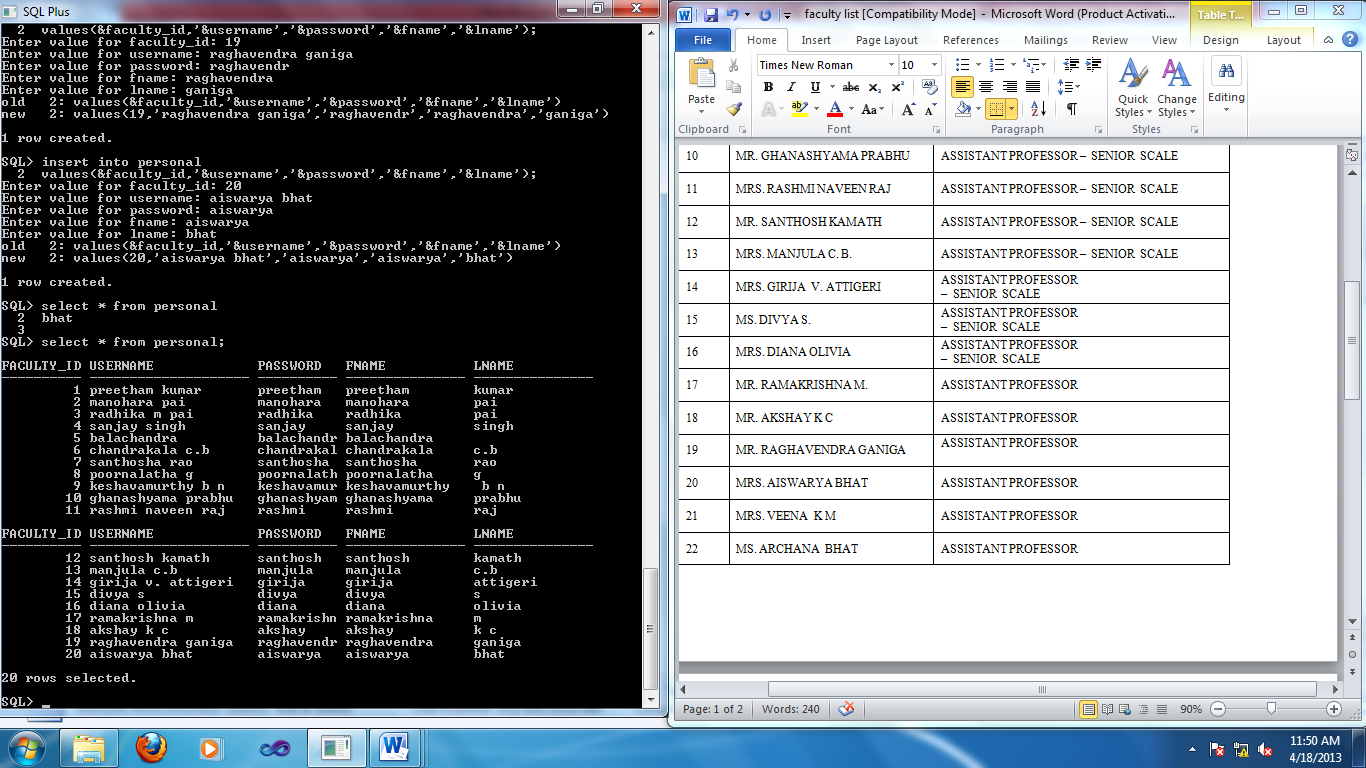 SQL Plus
2  values(&faculty_id,'&username','&password','&fname','&lname');
Enter value for faculty_id: 19
Enter value for username: raghavendra ganiga
Enter value for password: raghavendr
Enter value for fname: raghavendra
Enter value for lname: ganiga
old   2: values(&faculty_id,'&username','&password','&fname','&lname')
new   2: values(19,'raghavendra ganiga','raghavendr','raghavendra','ganiga')
1 row created.
SQL> insert into personal
2  values(&faculty_id,'&username','&password','&fname','&lname');
Enter value for faculty_id: 20
Enter value for username: aiswarya bhat
Enter value for password: aiswarya
Enter value for fname: aiswarya
Enter value for lname: bhat
old   2: values(&faculty_id,'&username','&password','&fname','&lname')
new   2: values(20,'aiswarya bhat','aiswarya','aiswarya','bhat')
1 row created.
SQL> select * from personal
2  bhat
3
SQL> select * from personal;
FACULTY_ID USERNAME PASSWORD FNAME LNAME
1 preetham kumar preetham preetham kumar
2 manohara pai manohara manohara pai
3 radhika m pai radhika radhika pai
4 sanjay singh sanjay sanjay singh
5 balachandra balachandr balachandra
6 chandrakala c.b chandrakal chandrakala c.b
7 santhosha rao santhosha santhosha rao
8 poornalatha g poornalath poornalatha g
9 keshavamurthy b n keshavamur keshavamurthy b n
10 ghanashyama prabhu ghanashyam ghanashyama prabhu
11 rashmi naveen raj rashmi rashmi raj
FACULTY_ID USERNAME PASSWORD FNAME LNAME
12 santhosh kamath santhosh santhosh kamath
13 manjula c.b manjula manjula c.b
14 girija v. attigeri girija girija attigeri
15 divya s divya divya s
16 diana olivia diana diana olivia
17 ramakrishna m ramakrishn ramakrishna m
18 akshay k c akshay akshay k c
19 raghavendra ganiga raghavendr raghavendra ganiga
20 aiswarya bhat aiswarya aiswarya bhat
20 rows selected.
SQL>
faculty list [Compatibility Mode] - Microsoft Word (Product Activati...
Table T...
File Home Insert Page Layout References Mailings Review View Design Layout
Times New Roman 10
Paste
B I U abc x₂ x²
Aa A A
Quick Styles
Change Styles
Editing
Clipboard Font Paragraph Styles
10 MR. GHANASHYAMA PRABHU ASSISTANT PROFESSOR – SENIOR SCALE
11 MRS. RASHMI NAVEEN RAJ ASSISTANT PROFESSOR – SENIOR SCALE
12 MR. SANTHOSH KAMATH ASSISTANT PROFESSOR – SENIOR SCALE
13 MRS. MANJULA C. B. ASSISTANT PROFESSOR – SENIOR SCALE
14 MRS. GIRIJA V. ATTIGERI ASSISTANT PROFESSOR
– SENIOR SCALE
15 MS. DIVYA S. ASSISTANT PROFESSOR
– SENIOR SCALE
16 MRS. DIANA OLIVIA ASSISTANT PROFESSOR
– SENIOR SCALE
17 MR. RAMAKRISHNA M. ASSISTANT PROFESSOR
18 MR. AKSHAY K C ASSISTANT PROFESSOR
19 MR. RAGHAVENDRA GANIGA ASSISTANT PROFESSOR
20 MRS. AISWARYA BHAT ASSISTANT PROFESSOR
21 MRS. VEENA K M ASSISTANT PROFESSOR
22 MS. ARCHANA BHAT ASSISTANT PROFESSOR
Page: 1 of 2 Words: 240 90%
11:50 AM
4/18/2013